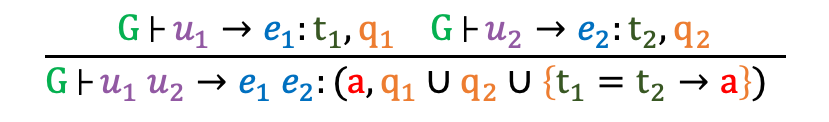 G ⊢ u₁ → e₁: t₁, q₁ G ⊢ u₂ → e₂: t₂, q₂
G ⊢ u₁ u₂ → e₁ e₂: (a, q₁ ∪ q₂ ∪ {t₁ = t₂ → a})